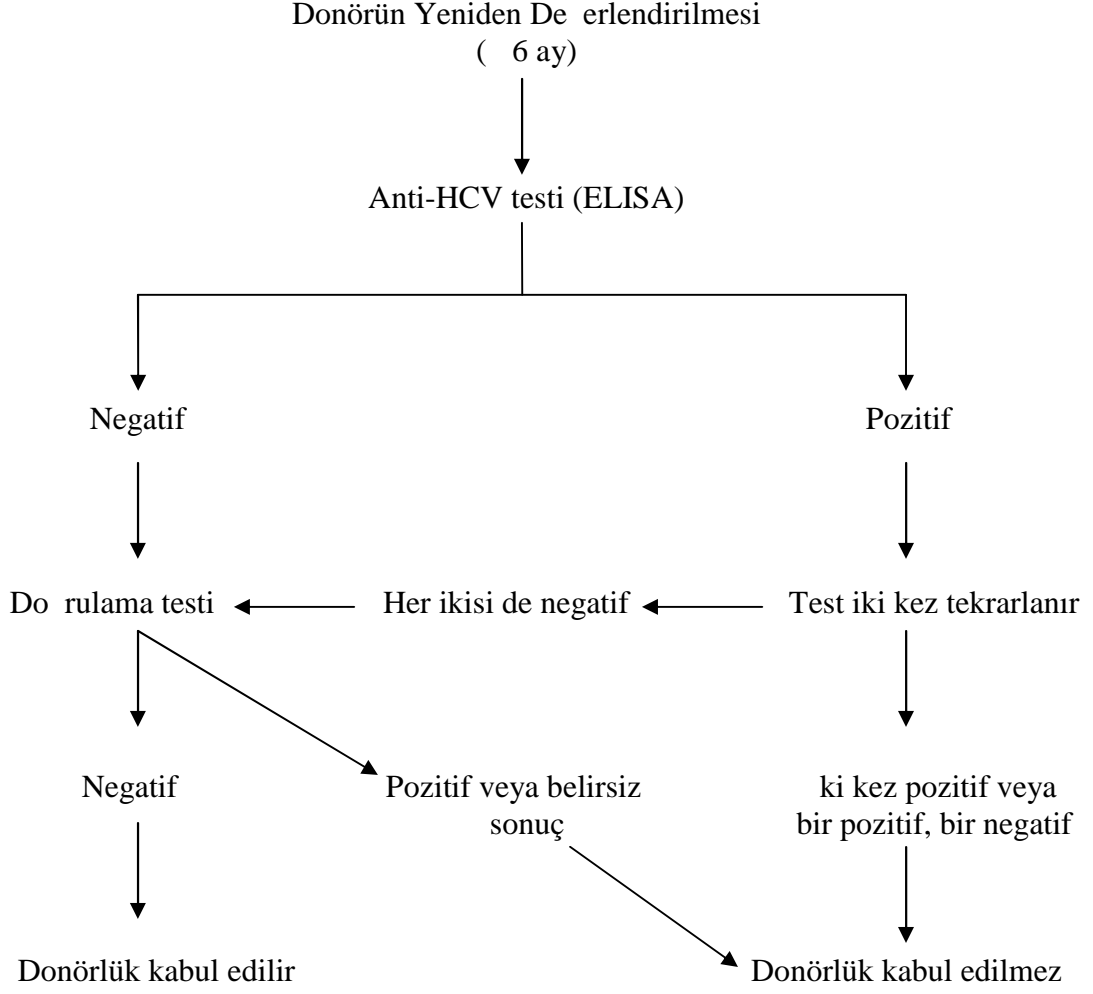 Donörün Yeniden De erlendirilmesi
( 6 ay)
Anti-HCV testi (ELISA)
Negatif
Pozitif
Do rulama testi
Her ikisi de negatif
Test iki kez tekrarlanır
Negatif
Pozitif veya belirsiz
sonuç
ki kez pozitif veya
bir pozitif, bir negatif
Donörlük kabul edilir
Donörlük kabul edilmez